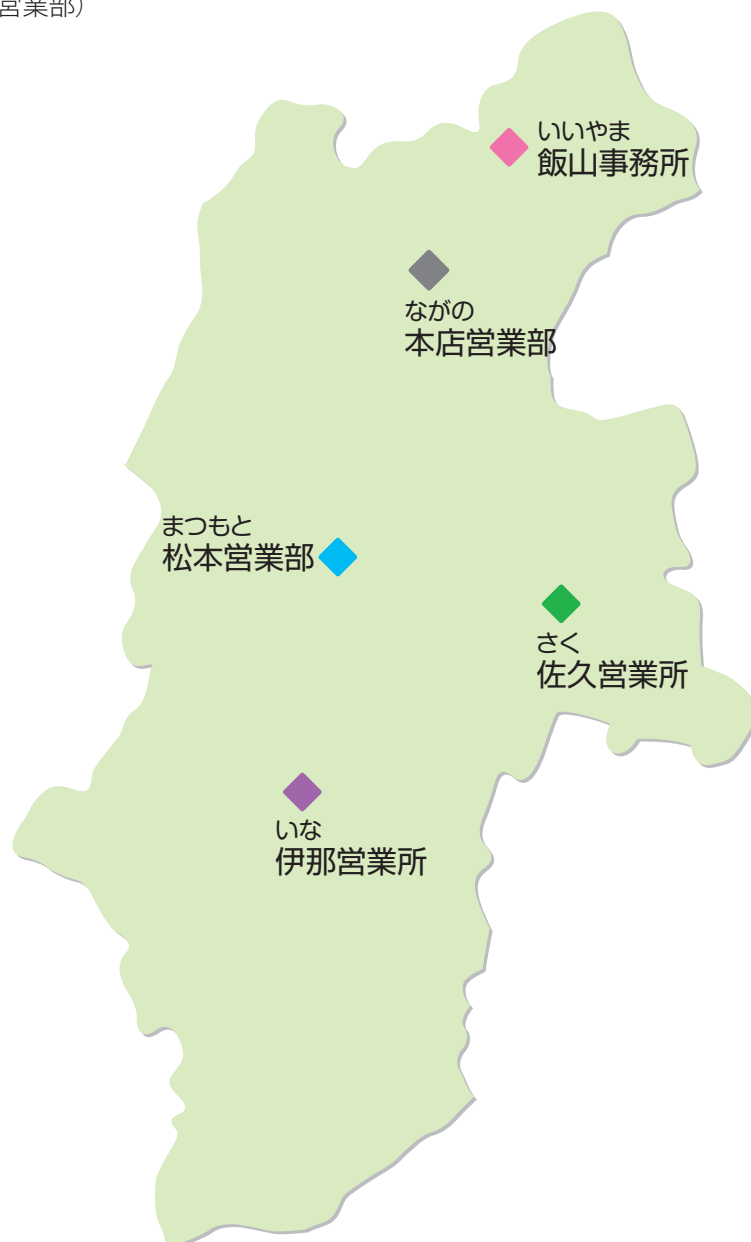 営業部）
いいやま
飯山事務所
ながの
本店営業部
まつもと
松本営業部
さく
佐久営業所
いな
伊那営業所